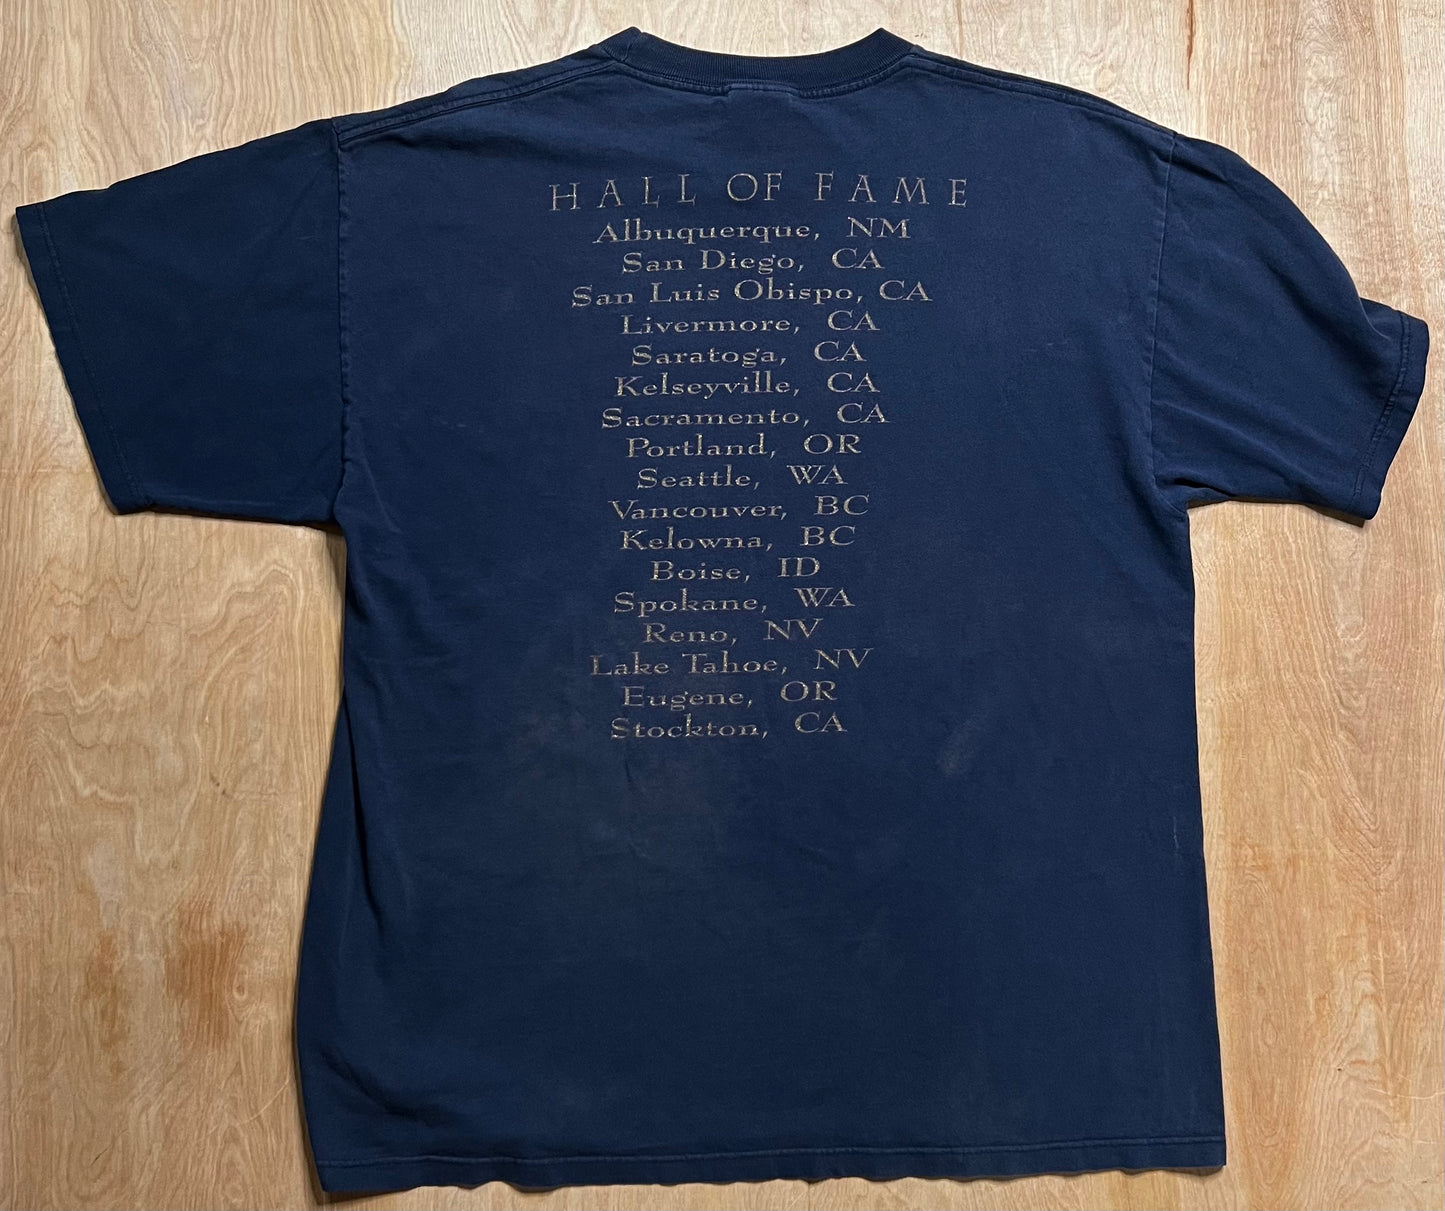 HALL OF FAME
Albuquerque, NM
San Diego, CA
San Luis Obispo, CA
Livermore, CA
Saratoga, CA
Kelseyville, CA
Sacramento, CA
Portland, OR
Seattle, WA
Vancouver, BC
Kelowna, BC
Boise, ID
Spokane, WA
Reno, NV
Lake Tahoe, NV
Eugene, OR
Stockton, CA